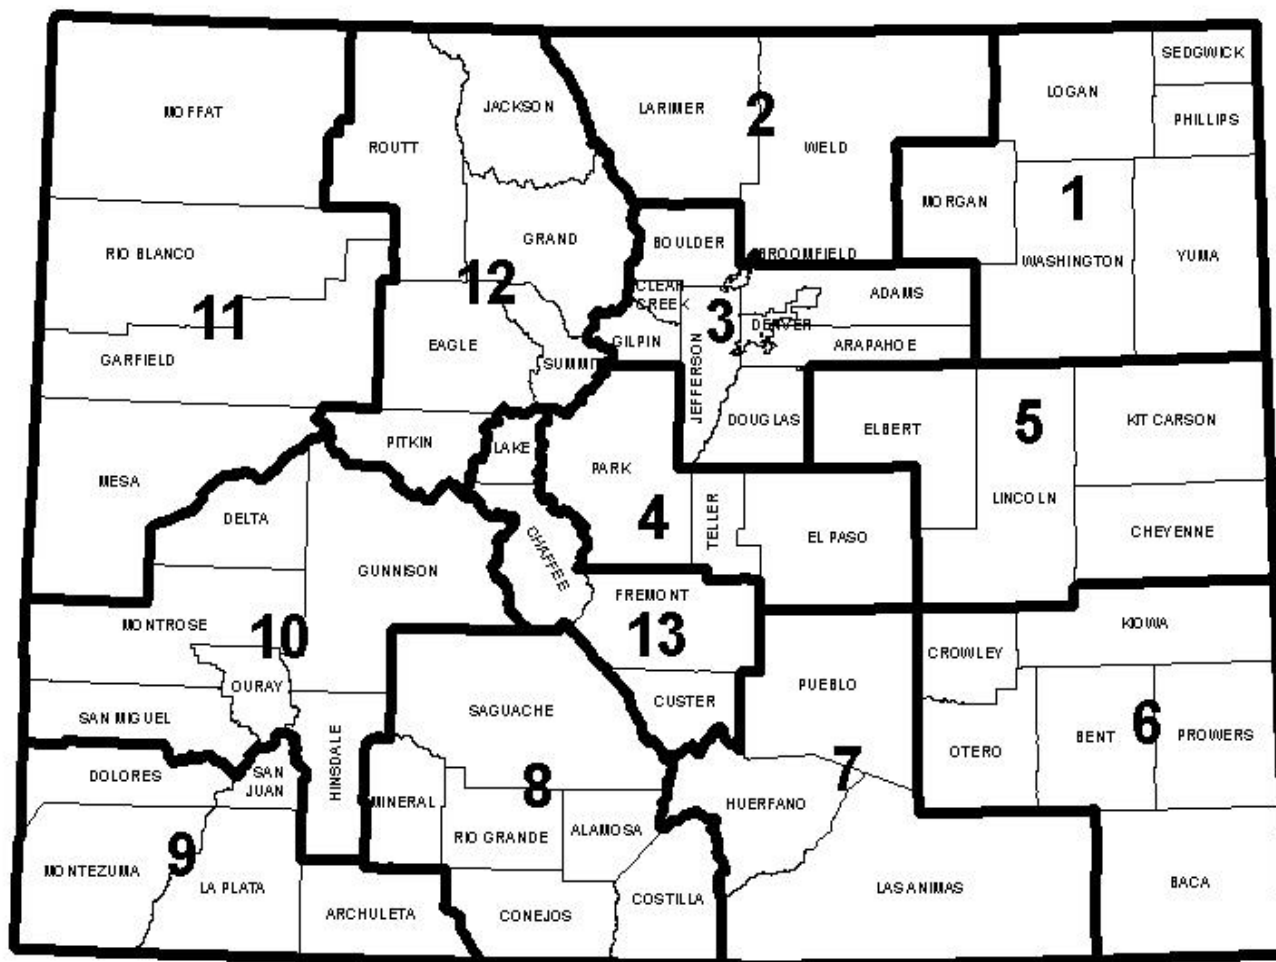 SEDGWICK
LOGAN
JACKSON
LARIMER
2
MOFFAT
PHILLIPS
ROUTT
WELD
MORGAN
1
GRAND
BOULDER
RIO BLANCO
BROOMFIELD
WASHINGTON
YUMA
12
CLEAR
CREEK
ADAMS
11
3
DENVER
EAGLE
GILPIN
ARAPAHOE
GARFIELD
SUMMIT
JEFFERSON
DOUGLAS
KIT CARSON
PITKIN
LAKE
ELBERT
5
PARK
MESA
LINCOLN
DELTA
4
TELLER
CHEYENNE
EL PASO
CHAFFEE
GUNNISON
FREMONT
MONTROSE
10
13
KIOWA
CROWLEY
OURAY
PUEBLO
CUSTER
SAN MIGUEL
SAGUACHE
6
BENT
PROWERS
OTERO
HINSDALE
DOLORES
SAN
JUAN
8
7
MINERAL
HUERFANO
RIO GRANDE
ALAMOSA
9
MONTEZUMA
LA PLATA
COSTILLA
LAS ANIMAS
BACA
ARCHULETA
CONEJOS